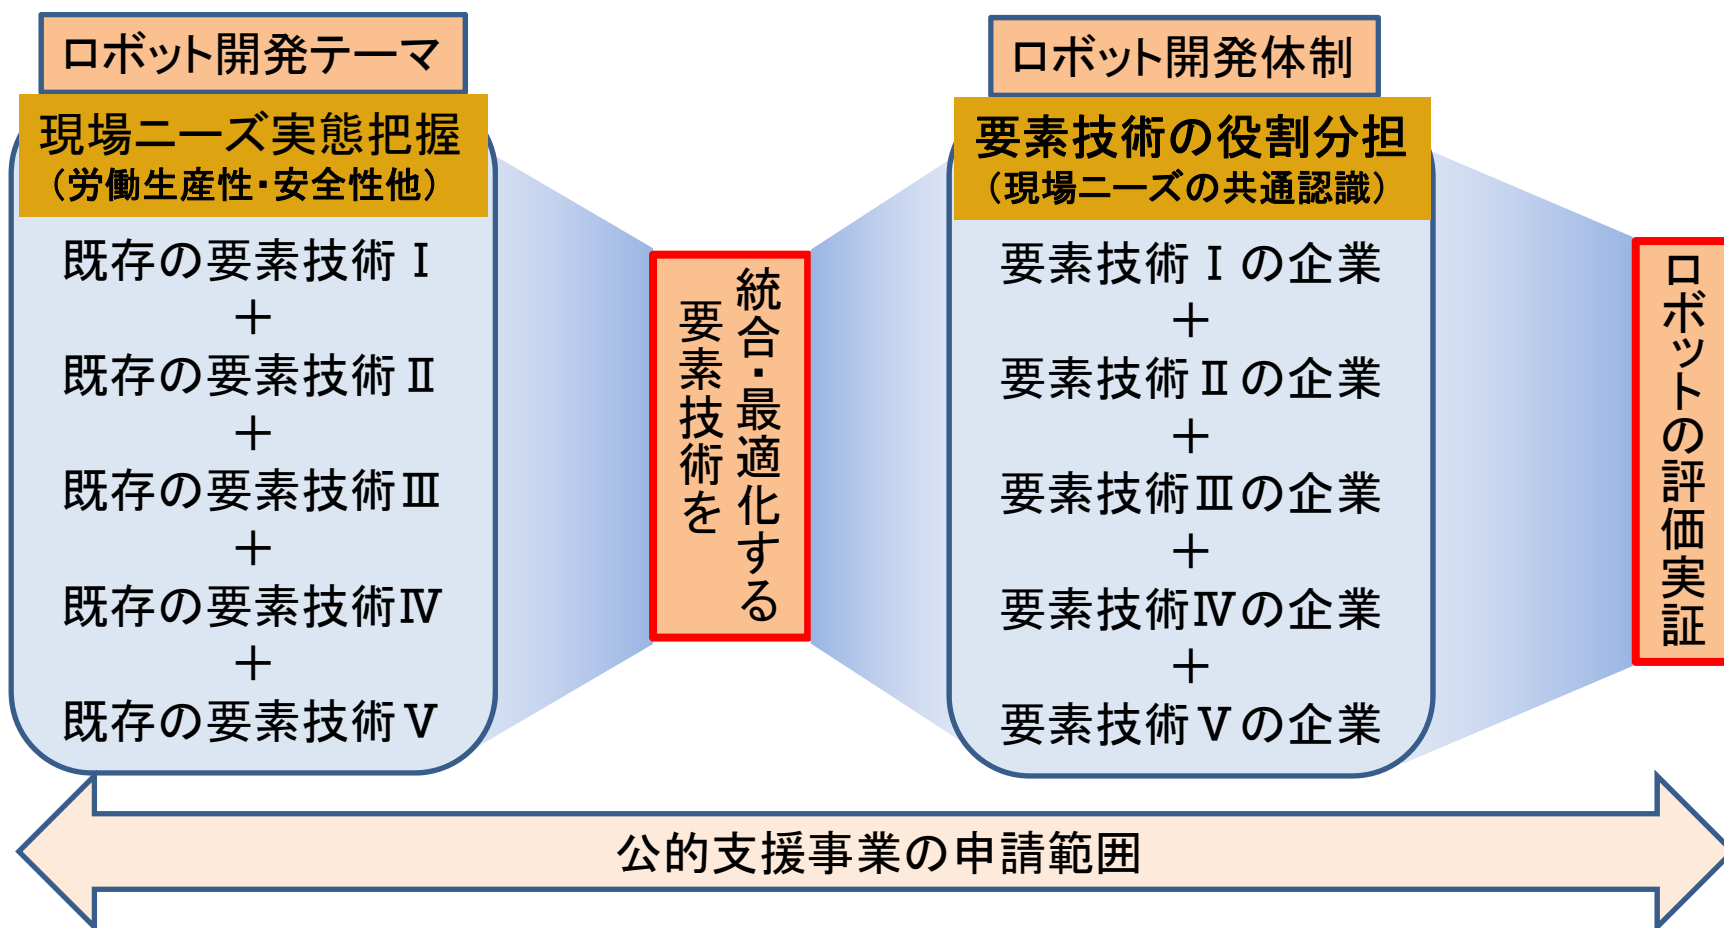 ロボット開発テーマ
現場ニーズ実態把握
（労働生産性・安全性他）
既存の要素技術Ⅰ
＋
既存の要素技術Ⅱ
＋
既存の要素技術Ⅲ
＋
既存の要素技術Ⅳ
＋
既存の要素技術Ⅴ
統合・最適化する
要素技術を
ロボット開発体制
要素技術の役割分担
（現場ニーズの共通認識）
要素技術Ⅰの企業
＋
要素技術Ⅱの企業
＋
要素技術Ⅲの企業
＋
要素技術Ⅳの企業
＋
要素技術Ⅴの企業
ロボットの評価実証
公的支援事業の申請範囲